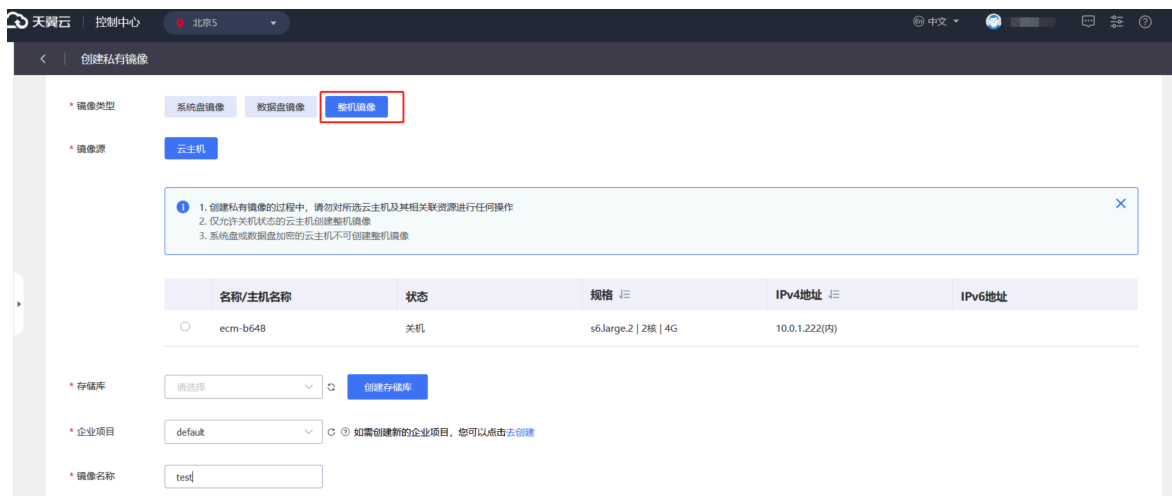 天翼云 控制中心 北京5 En 中文
创建私有镜像
* 镜像类型 系统盘镜像 数据盘镜像 整机镜像
* 镜像源 云主机
1. 创建私有镜像的过程中，请勿对所选云主机及其相关联资源进行任何操作
2. 仅允许关机状态的云主机创建整机镜像
3. 系统盘或数据盘加密的云主机不可创建整机镜像
名称/主机名称 状态 规格 IPv4地址 IPv6地址
ecm-b648 关机 s6.large.2 | 2核 | 4G 10.0.1.222(内)
* 存储库 请选择 创建存储库
* 企业项目 default 如需创建新的企业项目，您可以点击去创建
* 镜像名称 test